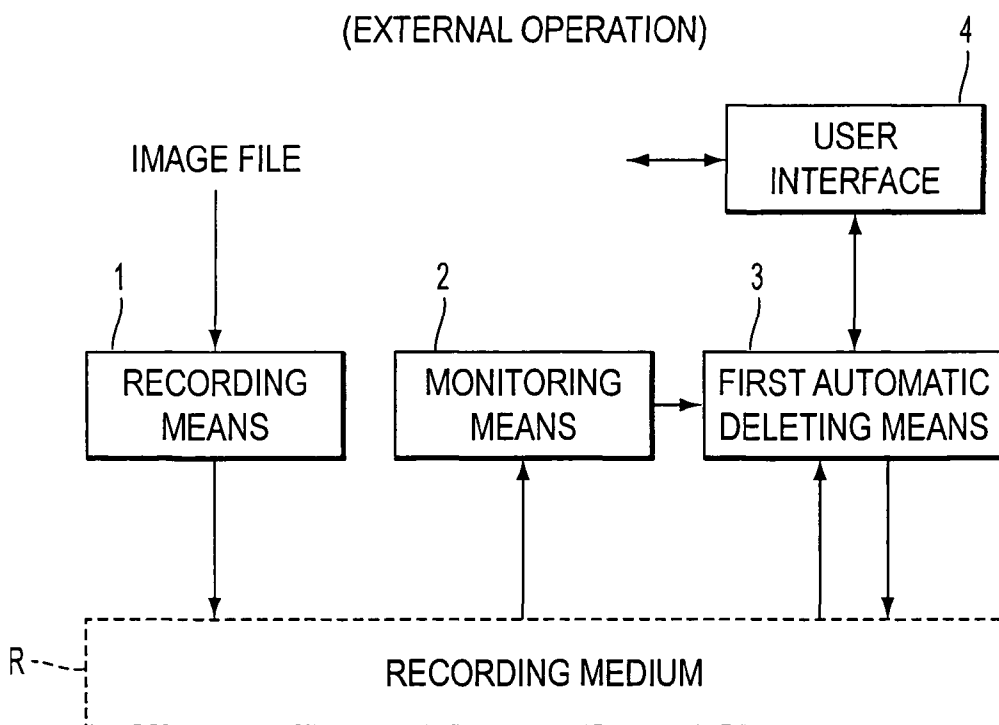 (EXTERNAL OPERATION)
4
USER
INTERFACE
IMAGE FILE
1
2
3
RECORDING
MEANS
MONITORING
MEANS
FIRST AUTOMATIC
DELETING MEANS
R
RECORDING MEDIUM